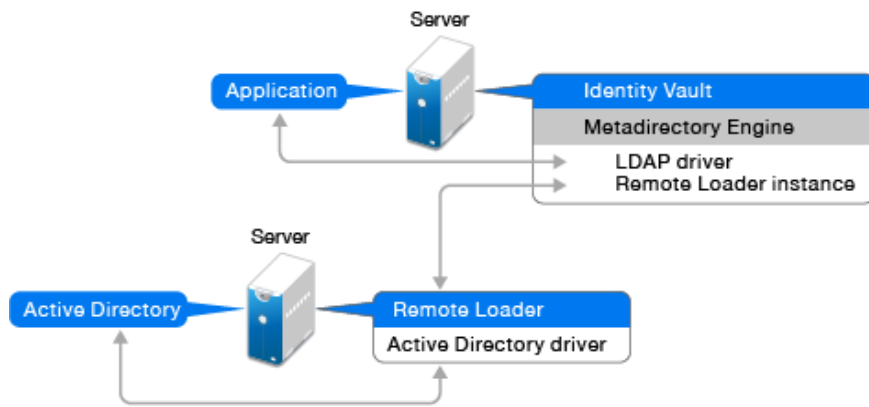 Server
Application
Identity Vault
Metadirectory Engine
LDAP driver
Remote Loader instance
Server
Active Directory
Remote Loader
Active Directory driver